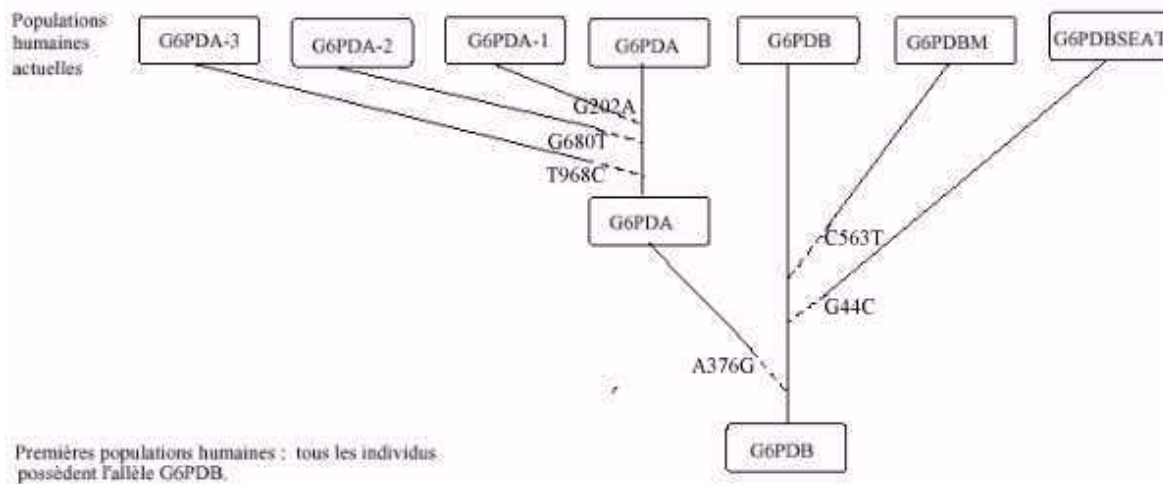 Populations
humaines
actuelles
G6PDA-3
G6PDA-2
G6PDA-1
G6PDA
G6PDB
G6PDBM
G6PDBSEAT
G202A
G680T
T968C
G6PDA
C563T
G44C
A376G
G6PDB
Premières populations humaines : tous les individus
possèdent l'allèle G6PDB.